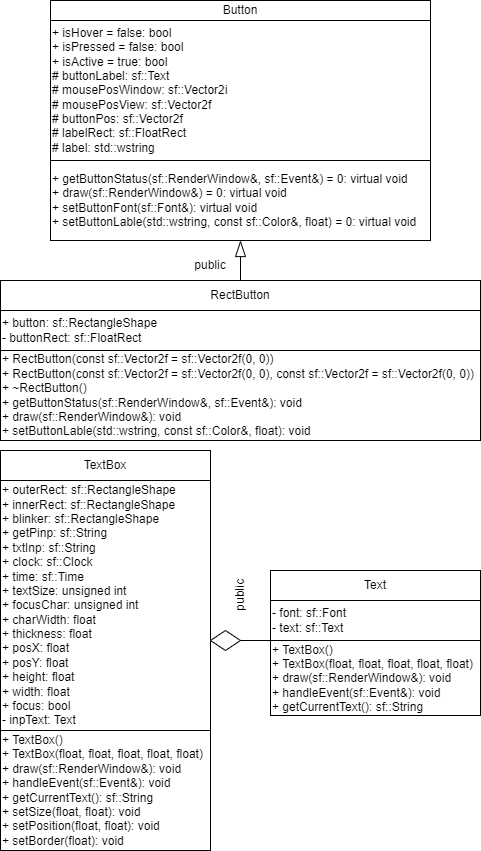 Button
+ isHover = false: bool
+ isPressed = false: bool
+ isActive = true: bool
# buttonLabel: sf::Text
# mousePosWindow: sf::Vector2i
# mousePosView: sf::Vector2f
# buttonPos: sf::Vector2f
# labelRect: sf::FloatRect
# label: std::wstring
+ getButtonStatus(sf::RenderWindow&, sf::Event&) = 0: virtual void
+ draw(sf::RenderWindow&) = 0: virtual void
+ setButtonFont(sf::Font&): virtual void
+ setButtonLable(std::wstring, const sf::Color&, float) = 0: virtual void
public
RectButton
+ button: sf::RectangleShape
- buttonRect: sf::FloatRect
+ RectButton(const sf::Vector2f = sf::Vector2f(0, 0))
+ RectButton(const sf::Vector2f = sf::Vector2f(0, 0), const sf::Vector2f = sf::Vector2f(0, 0))
+ ~RectButton()
+ getButtonStatus(sf::RenderWindow&, sf::Event&): void
+ draw(sf::RenderWindow&): void
+ setButtonLable(std::wstring, const sf::Color&, float): void
TextBox
+ outerRect: sf::RectangleShape
+ innerRect: sf::RectangleShape
+ blinker: sf::RectangleShape
+ getPinp: sf::String
+ txtInp: sf::String
+ clock: sf::Clock
+ time: sf::Time
+ textSize: unsigned int
+ focusChar: unsigned int
+ charWidth: float
+ thickness: float
+ posX: float
+ posY: float
+ height: float
+ width: float
+ focus: bool
- inpText: Text
+ TextBox()
+ TextBox(float, float, float, float, float)
+ draw(sf::RenderWindow&): void
+ handleEvent(sf::Event&): void
+ getCurrentText(): sf::String
+ setSize(float, float): void
+ setPosition(float, float): void
+ setBorder(float): void
public
Text
- font: sf::Font
- text: sf::Text
+ TextBox()
+ TextBox(float, float, float, float, float)
+ draw(sf::RenderWindow&): void
+ handleEvent(sf::Event&): void
+ getCurrentText(): sf::String